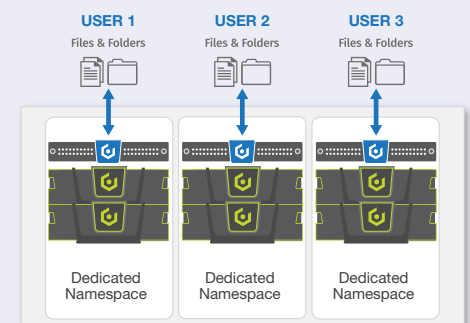 USER 1
USER 2
USER 3
Files & Folders
Files & Folders
Files & Folders
Dedicated
Namespace
Dedicated
Namespace
Dedicated
Namespace